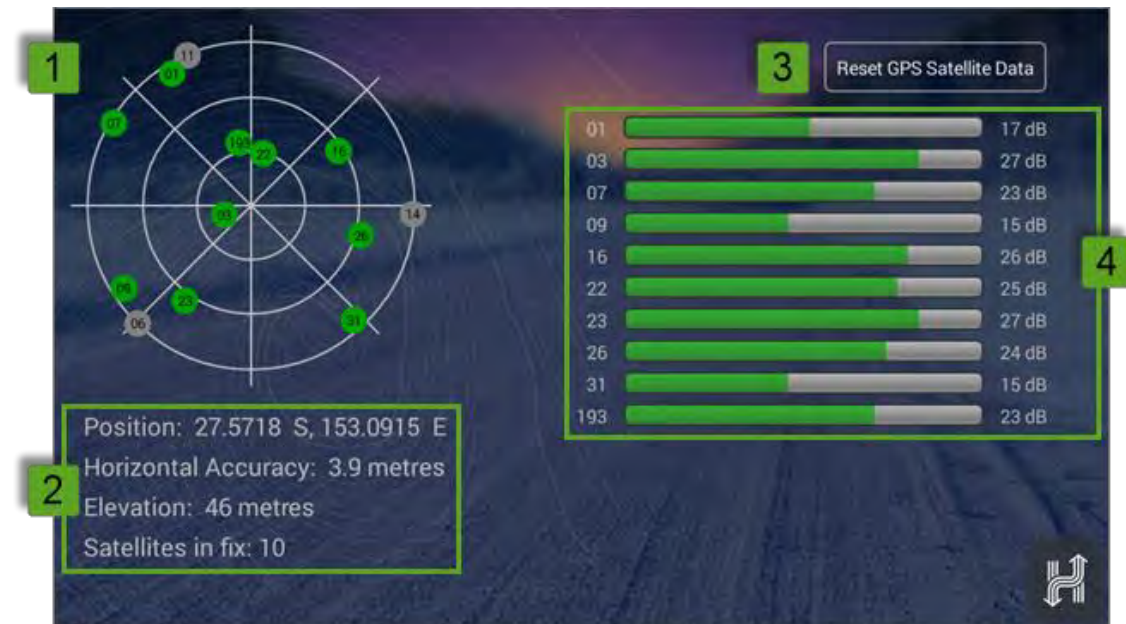 1
11
01
07
193
22
16
03
14
26
09
23
06
31
3
Reset GPS Satellite Data
01 17 dB
03 27 dB
07 23 dB
09 15 dB
16 26 dB
22 25 dB
23 27 dB
26 24 dB
31 15 dB
193 23 dB
4
2
Position: 27.5718 S, 153.0915 E
Horizontal Accuracy: 3.9 metres
Elevation: 46 metres
Satellites in fix: 10